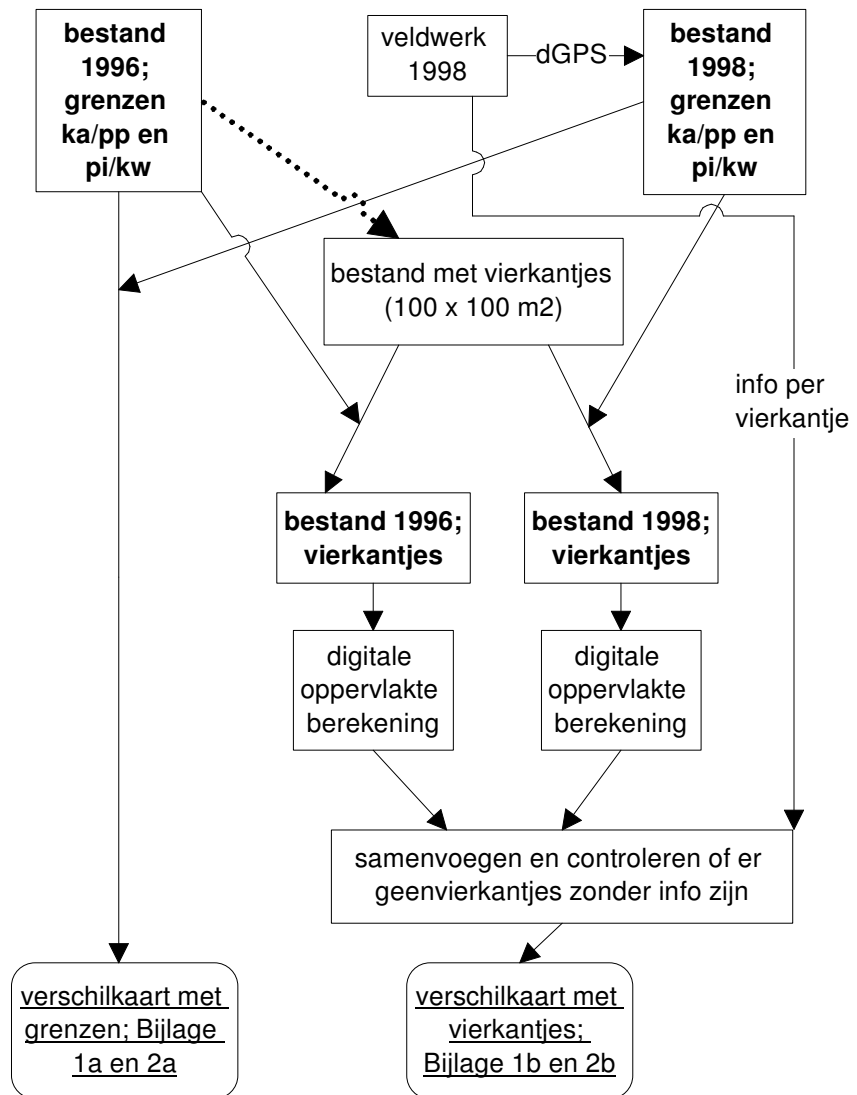 bestand
1996;
grenzen
ka/pp en
pi/kw
veldwerk
1998
dGPS
bestand
1998;
grenzen
ka/pp en
pi/kw
bestand met vierkantjes
(100 x 100 m2)
info per
vierkantje
bestand 1996;
vierkantjes
bestand 1998;
vierkantjes
digitale
oppervlakte
berekening
digitale
oppervlakte
berekening
samenvoegen en controleren of er
geenvierkantjes zonder info zijn
verschilkaart met
grenzen; Bijlage
1a en 2a
verschilkaart met
vierkantjes;
Bijlage 1b en 2b